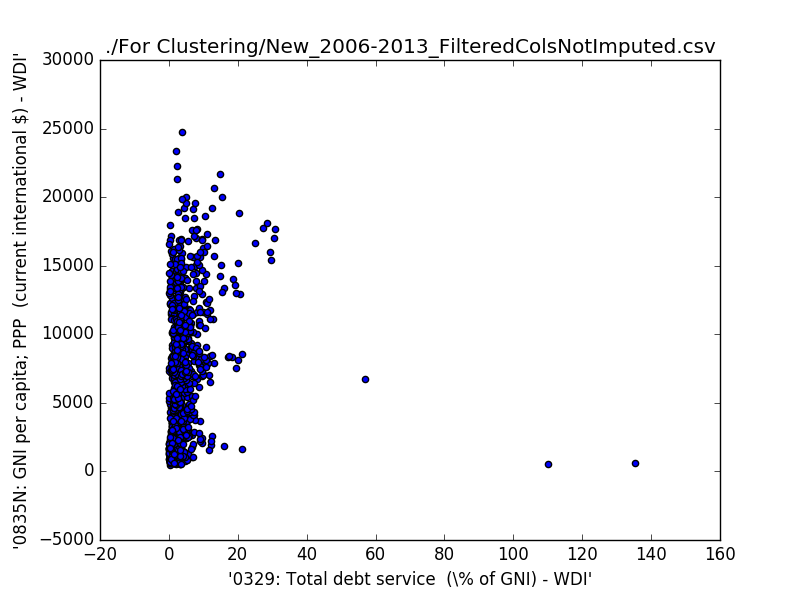 ./For Clustering/New_2006-2013_FilteredColsNotImputed.csv
30000
25000
20000
15000
10000
5000
0
−5000
'0835N: GNI per capita; PPP  (current international $) - WDI'
−20 0 20 40 60 80 100 120 140 160
'0329: Total debt service  (\% of GNI) - WDI'